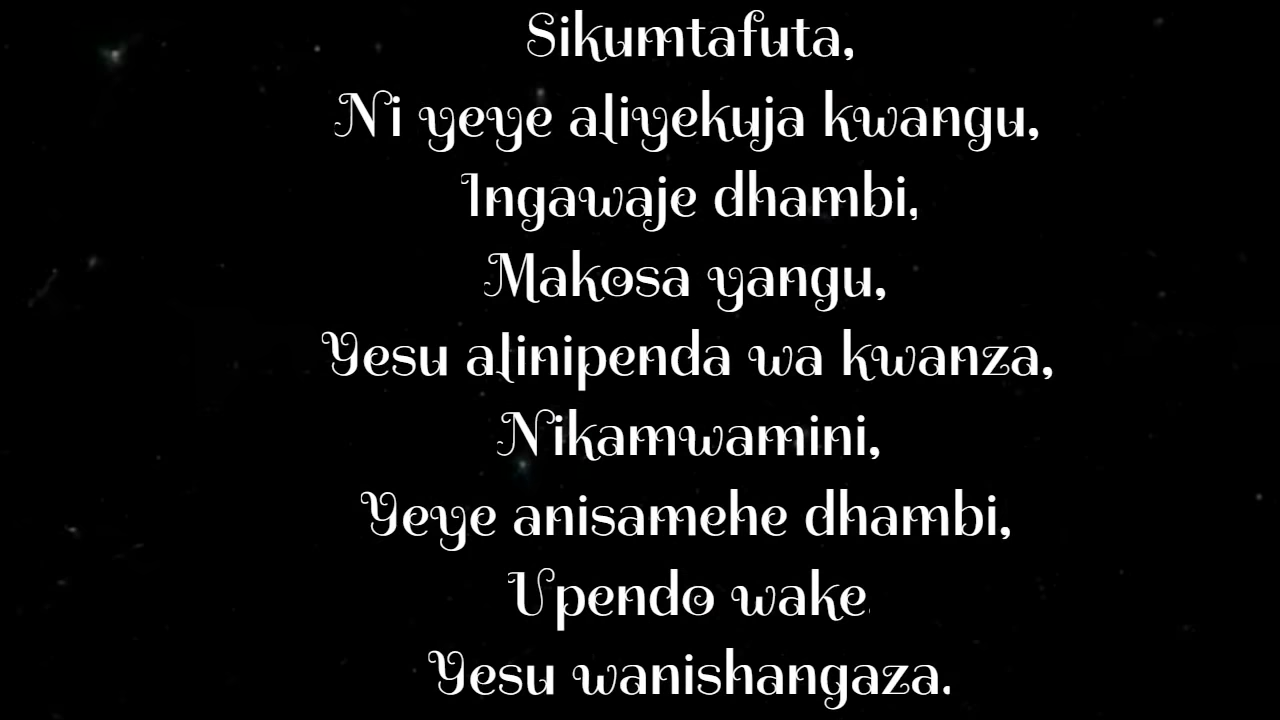 Sikumtafuta,
Ni yeye aliyekuja kwangu,
Ingawaje dhambi,
Makosa yangu,
Yesu alinipenda wa kwanza,
Nikamwamini,
Yeye anisamehe dhambi,
Upendo wake
Yesu wanishangaza.